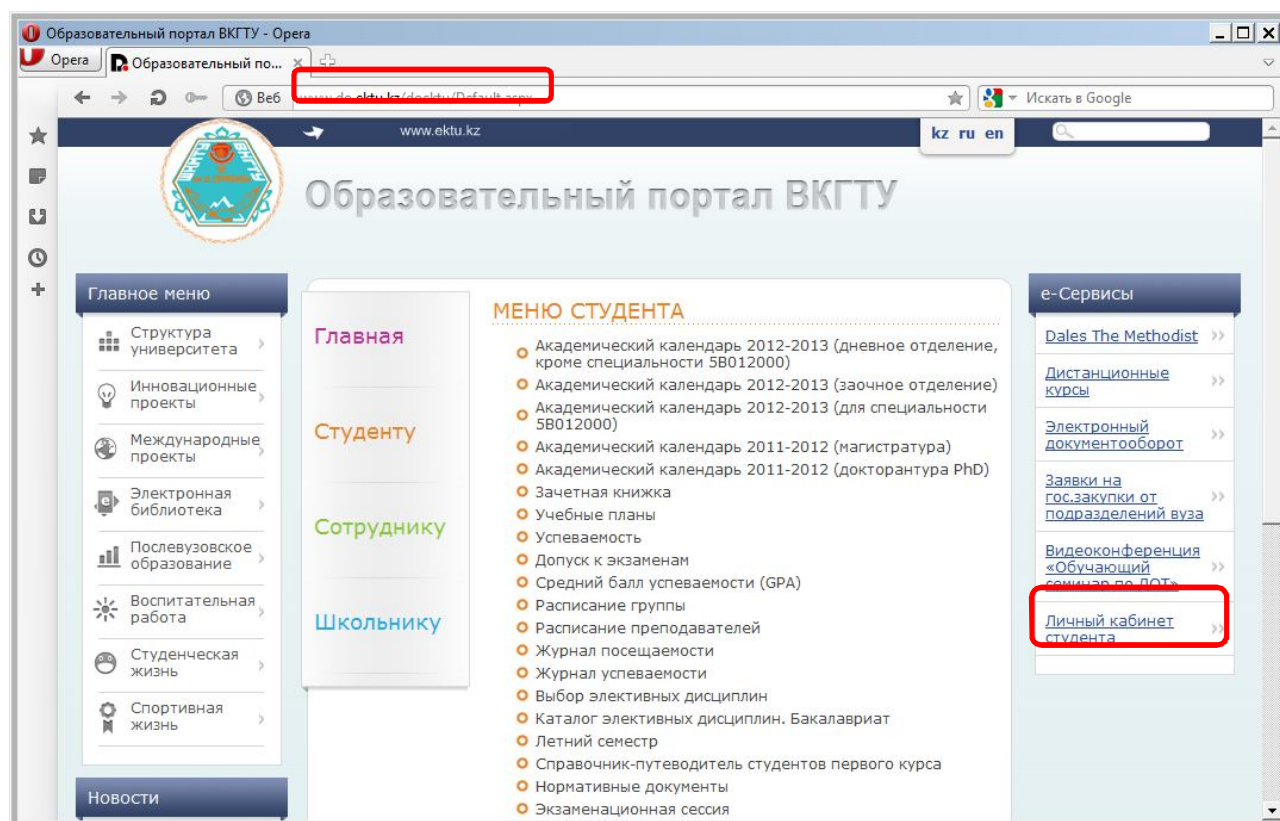 Образовательный портал ВКГТУ - Opera
Opera
Образовательный по...
Веб
www.do.ektu.kz/docktu/Default.aspx
Искать в Google
www.ektu.kz
kz ru en
Образовательный портал ВКГТУ
Главное меню
Структура
университета
Инновационные
проекты
Международные
проекты
Электронная
библиотека
Послевузовское
образование
Воспитательная
работа
Студенческая
жизнь
Спортивная
жизнь
Новости
Главная
Студенту
Сотруднику
Школьнику
МЕНЮ СТУДЕНТА
Академический календарь 2012-2013 (дневное отделение,
кроме специальности 5В012000)
Академический календарь 2012-2013 (заочное отделение)
Академический календарь 2012-2013 (для специальности
5В012000)
Академический календарь 2011-2012 (магистратура)
Академический календарь 2011-2012 (докторантура PhD)
Зачетная книжка
Учебные планы
Успеваемость
Допуск к экзаменам
Средний балл успеваемости (GPA)
Расписание группы
Расписание преподавателей
Журнал посещаемости
Журнал успеваемости
Выбор элективных дисциплин
Каталог элективных дисциплин. Бакалавриат
Летний семестр
Справочник-путеводитель студентов первого курса
Нормативные документы
Экзаменационная сессия
е-Сервисы
Dales The Methodist
Дистанционные
курсы
Электронный
документооборот
Заявки на
гос.закупки от
подразделений вуза
Видеоконференция
«Обучающий
семинар по ДОТ»
Личный кабинет
студента